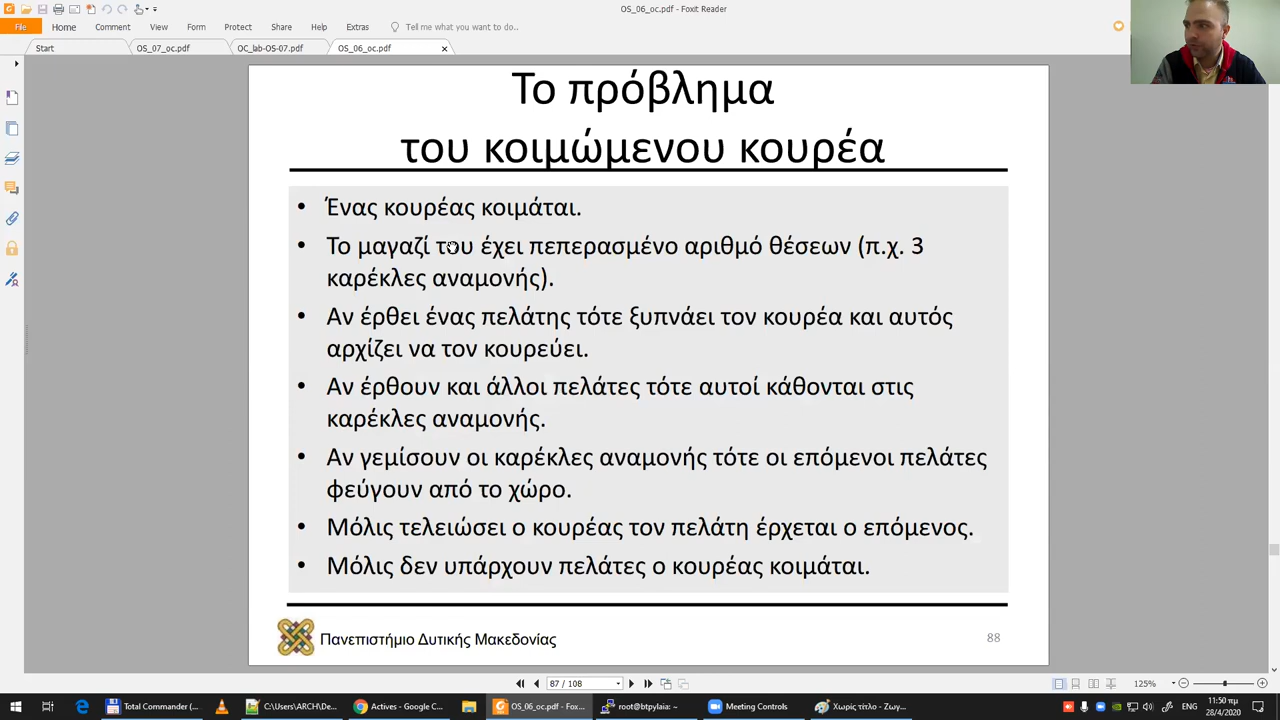 OS_06_oc.pdf - Foxit Reader
File Home Comment View Form Protect Share Help Extras Tell me what you want to do..
Start OS_07_oc.pdf OC_lab-OS-07.pdf OS_06_oc.pdf
Το πρόβλημα
του κοιμώμενου κουρέα
• Ένας κουρέας κοιμάται.
• Το μαγαζί του έχει πεπερασμένο αριθμό θέσεων (π.χ. 3
καρέκλες αναμονής).
• Αν έρθει ένας πελάτης τότε ξυπνάει τον κουρέα και αυτός
αρχίζει να τον κουρεύει.
• Αν έρθουν και άλλοι πελάτες τότε αυτοί κάθονται στις
καρέκλες αναμονής.
• Αν γεμίσουν οι καρέκλες αναμονής τότε οι επόμενοι πελάτες
φεύγουν από το χώρο.
• Μόλις τελειώσει ο κουρέας τον πελάτη έρχεται ο επόμενος.
• Μόλις δεν υπάρχουν πελάτες ο κουρέας κοιμάται.
Πανεπιστήμιο Δυτικής Μακεδονίας
88
87 / 108
125%
Total Commander (... C:\Users\ARCH\De... Actives - Google C... OS_06_oc.pdf - Fox... root@btpylaia: ~ Meeting Controls Χωρίς τίτλο - Ζωγ... EN 11:50 πμ
28/4/2020